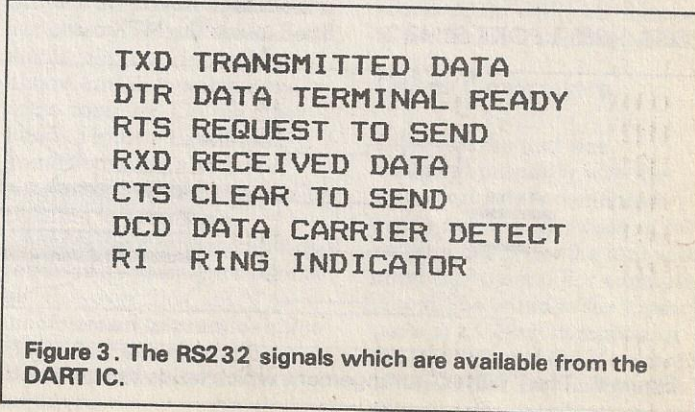 TXD TRANSMITTED DATA
DTR DATA TERMINAL READY
RTS REQUEST TO SEND
RXD RECEIVED DATA
CTS CLEAR TO SEND
DCD DATA CARRIER DETECT
RI RING INDICATOR
Figure 3. The RS232 signals which are available from the
DART IC.